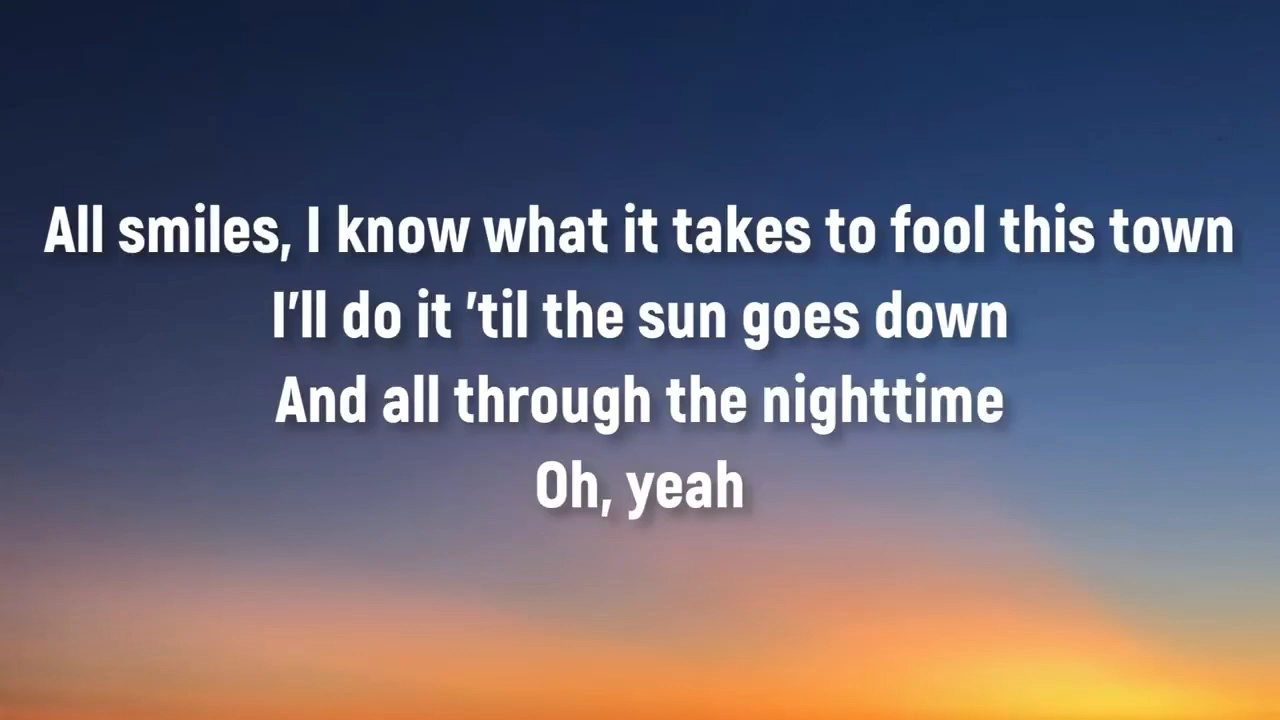 All smiles, I know what it takes to fool this town
I’ll do it ’til the sun goes down
And all through the nighttime
Oh, yeah